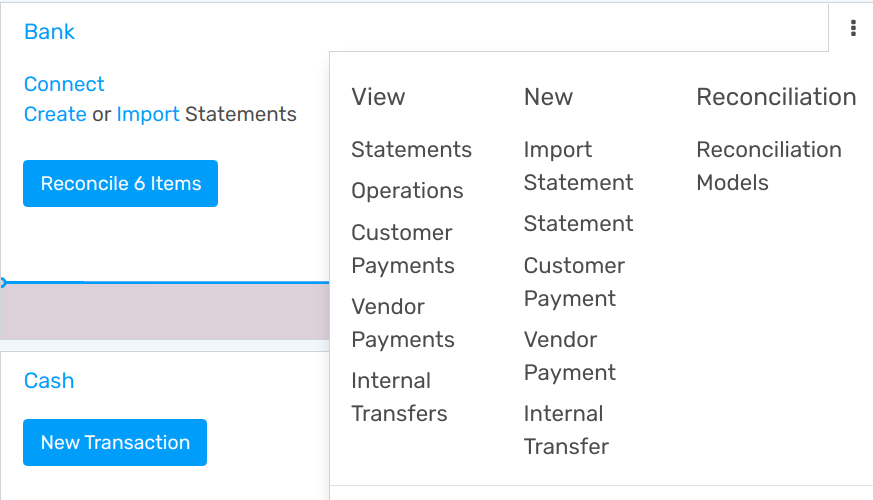 Bank
Connect
Create or Import Statements
Reconcile 6 Items
View
Statements
Operations
Customer
Payments
Vendor
Payments
Internal
Transfers
New
Import
Statement
Statement
Customer
Payment
Vendor
Payment
Internal
Transfer
Reconciliation
Reconciliation
Models
Cash
New Transaction